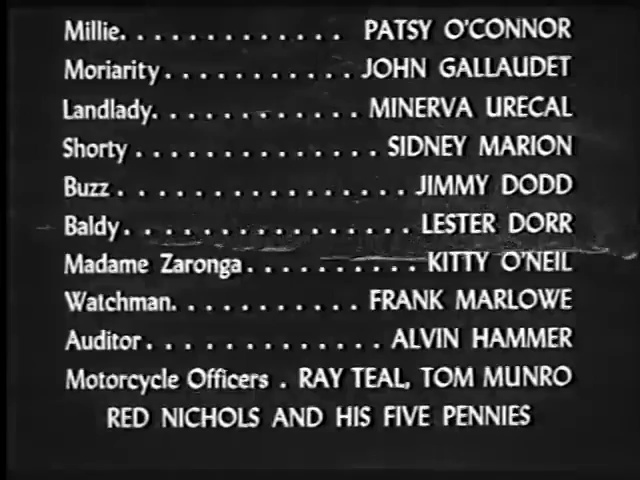 Millie. . . . . . . . . . . . . PATSY O'CONNOR
Moriarity . . . . . . . . . . . JOHN GALLAUDET
Landlady. . . . . . . . . . . . MINERVA URECAL
Shorty . . . . . . . . . . . . . . SIDNEY MARION
Buzz . . . . . . . . . . . . . . . . JIMMY DODD
Baldy . . . . . . . . . . . . . . . . LESTER DORR
Madame Zaronga . . . . . . . . . . KITTY O'NEIL
Watchman. . . . . . . . . . . FRANK MARLOWE
Auditor . . . . . . . . . . . . . ALVIN HAMMER
Motorcycle Officers . RAY TEAL, TOM MUNRO
RED NICHOLS AND HIS FIVE PENNIES